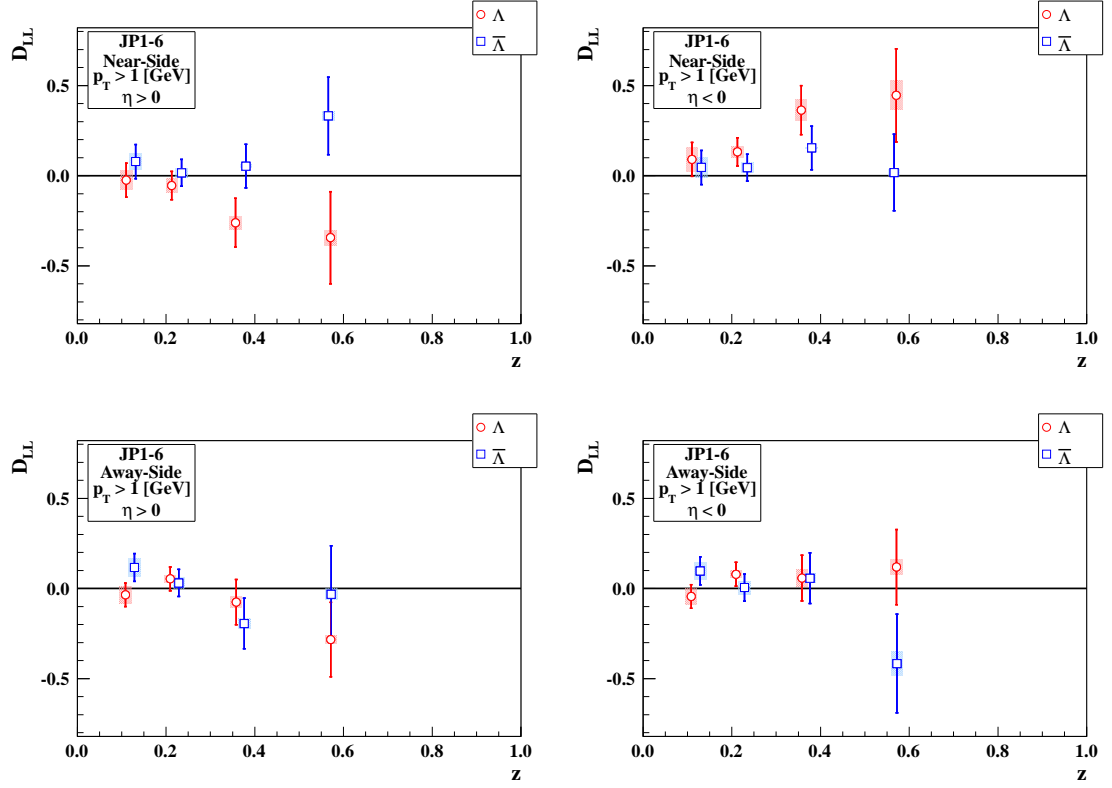 Λ
Λ̅
D_LL
JP1-6
Near-Side
p_T > 1 [GeV]
η > 0
0.5
0.0
-0.5
0.0 0.2 0.4 0.6 0.8 1.0
z
Λ
Λ̅
D_LL
JP1-6
Near-Side
p_T > 1 [GeV]
η < 0
0.5
0.0
-0.5
0.0 0.2 0.4 0.6 0.8 1.0
z
Λ
Λ̅
D_LL
JP1-6
Away-Side
p_T > 1 [GeV]
η > 0
0.5
0.0
-0.5
0.0 0.2 0.4 0.6 0.8 1.0
z
Λ
Λ̅
D_LL
JP1-6
Away-Side
p_T > 1 [GeV]
η < 0
0.5
0.0
-0.5
0.0 0.2 0.4 0.6 0.8 1.0
z